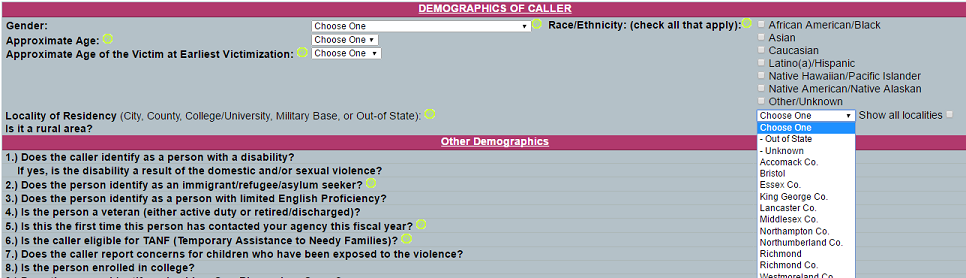 DEMOGRAPHICS OF CALLER
Gender: Choose One Race/Ethnicity: (check all that apply): African American/Black
Approximate Age: Choose One Asian
Approximate Age of the Victim at Earliest Victimization: Choose One Caucasian
Latino(a)/Hispanic
Native Hawaiian/Pacific Islander
Native American/Native Alaskan
Other/Unknown
Locality of Residency (City, County, College/University, Military Base, or Out-of State): Choose One Show all localities
Is it a rural area? Choose One
- Out of State
- Unknown
Accomack Co.
Bristol
Essex Co.
King George Co.
Lancaster Co.
Middlesex Co.
Northampton Co.
Northumberland Co.
Richmond
Richmond Co.
Westmoreland Co.
Other Demographics
1.) Does the caller identify as a person with a disability?
If yes, is the disability a result of the domestic and/or sexual violence?
2.) Does the person identify as an immigrant/refugee/asylum seeker?
3.) Does the person identify as a person with limited English Proficiency?
4.) Is the person a veteran (either active duty or retired/discharged)?
5.) Is this the first time this person has contacted your agency this fiscal year?
6.) Is the caller eligible for TANF (Temporary Assistance to Needy Families)?
7.) Does the caller report concerns for children who have been exposed to the violence?
8.) Is the person enrolled in college?